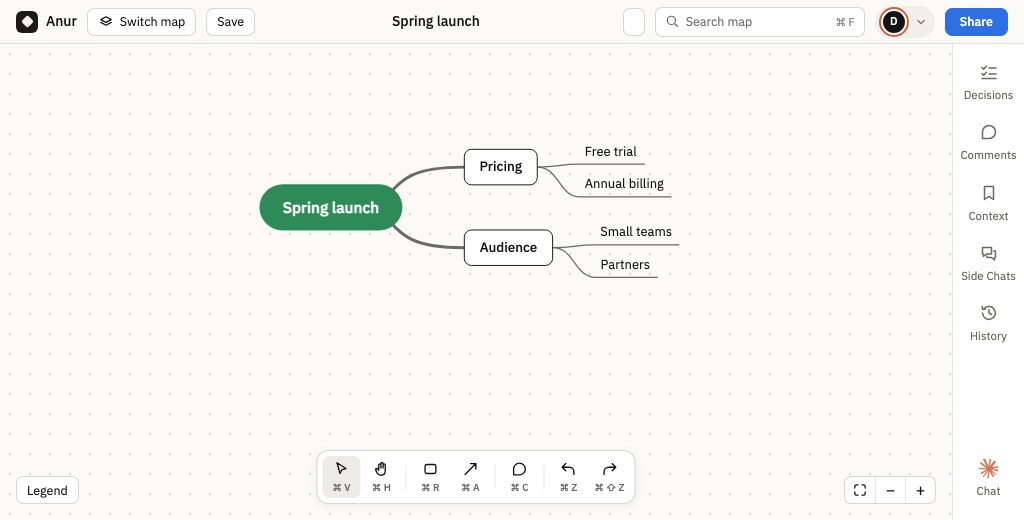 Anur
Switch map
Save
Spring launch
Search map
⌘ F
D
Share
Decisions
Comments
Context
Side Chats
History
Chat
Spring launch
Pricing
Free trial
Annual billing
Audience
Small teams
Partners
Legend
⌘ V
⌘ H
⌘ R
⌘ A
⌘ C
⌘ Z
⌘ ⇧ Z